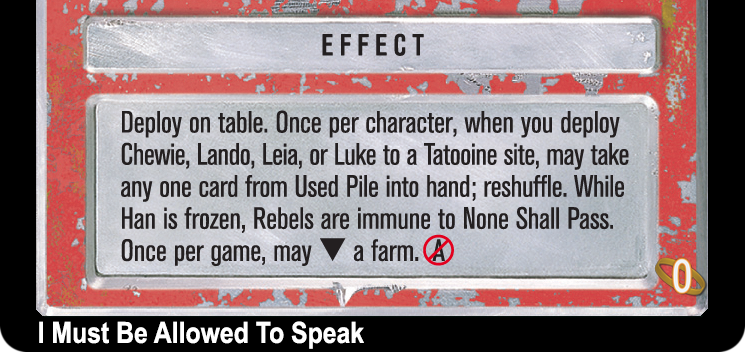 EFFECT
Deploy on table. Once per character, when you deploy
Chewie, Lando, Leia, or Luke to a Tatooine site, may take
any one card from Used Pile into hand; reshuffle. While
Han is frozen, Rebels are immune to None Shall Pass.
Once per game, may ▼ a farm. A
0
I Must Be Allowed To Speak